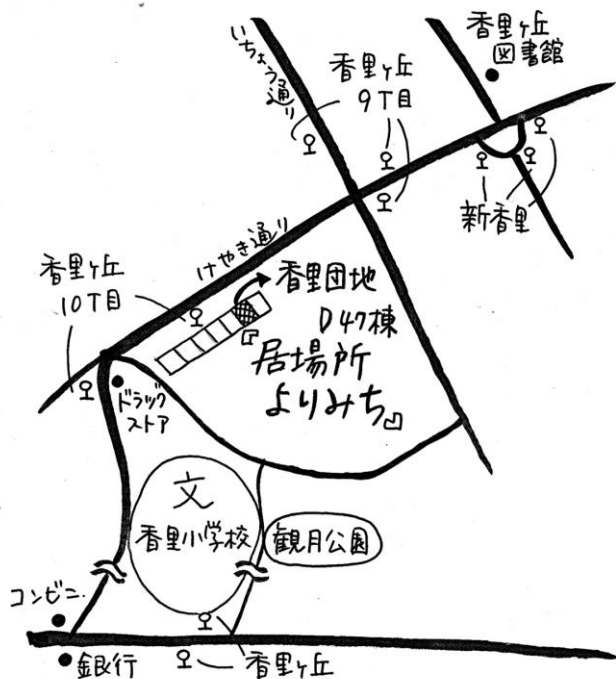 香里ヶ丘
図書館
いちょう通り
香里ヶ丘
9丁目
新香里
けやき通り
香里ヶ丘
10丁目
香里団地
D47棟
居場所
よりみち
ドラッグ
ストア
文
香里小学校
観月公園
コンビニ
銀行
香里ヶ丘